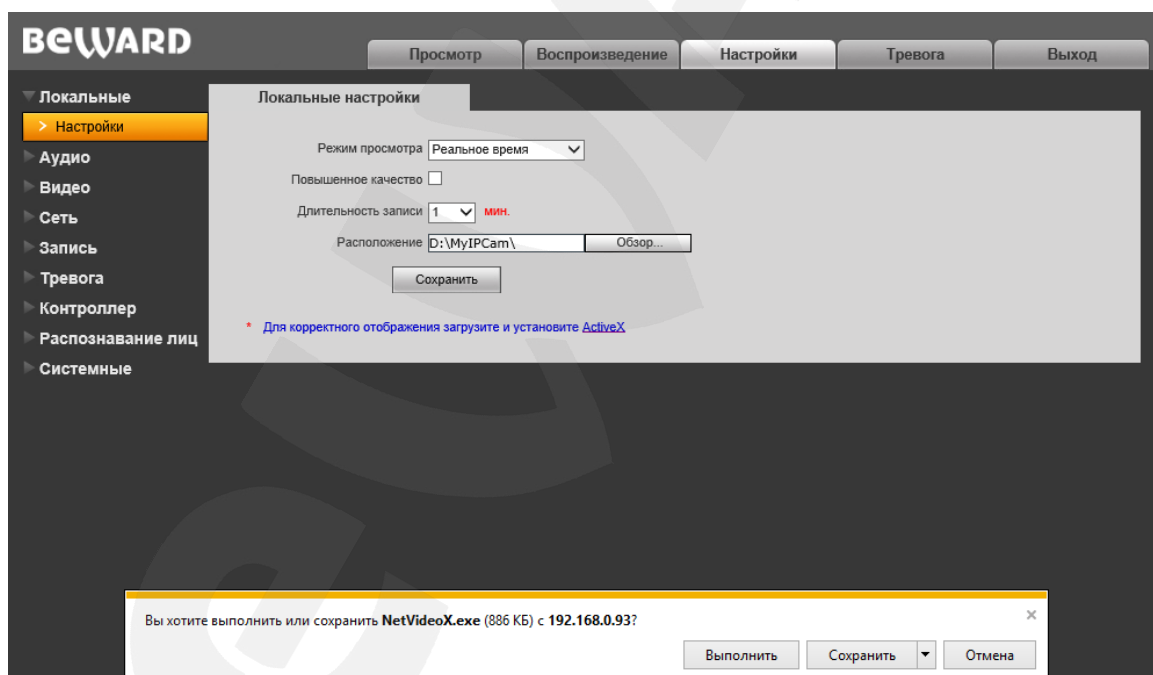 BEWARD
Просмотр
Воспроизведение
Настройки
Тревога
Выход
Локальные
> Настройки
Аудио
Видео
Сеть
Запись
Тревога
Контроллер
Распознавание лиц
Системные
Локальные настройки
Режим просмотра Реальное время
Повышенное качество
Длительность записи 1 мин.
Расположение D:\MyIPCam\ Обзор...
Сохранить
* Для корректного отображения загрузите и установите ActiveX
Вы хотите выполнить или сохранить NetVideoX.exe (886 КБ) с 192.168.0.93?
Выполнить
Сохранить
Отмена